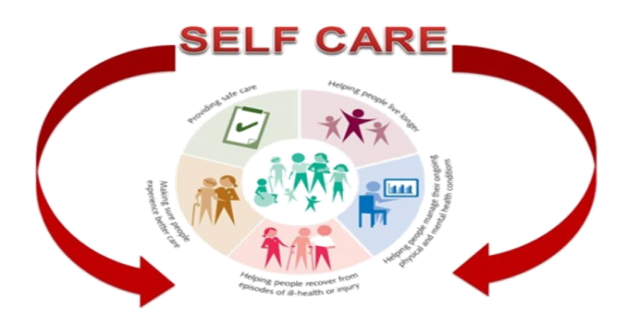 SELF CARE
Providing safe care
Helping people live longer
Helping people manage their ongoing
physical and mental health conditions
Helping people recover from
episodes of ill-health or injury
Making sure people
experience better care